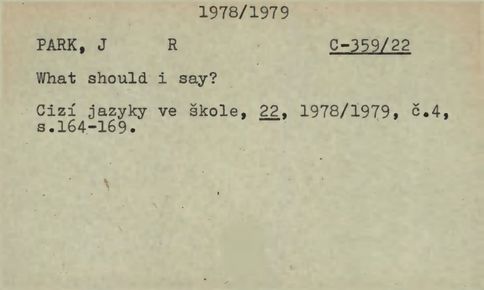 1978/1979
PARK, J R C-359/22
What should i say?
Cizí jazyky ve škole, 22, 1978/1979, č.4,
s.164-169.